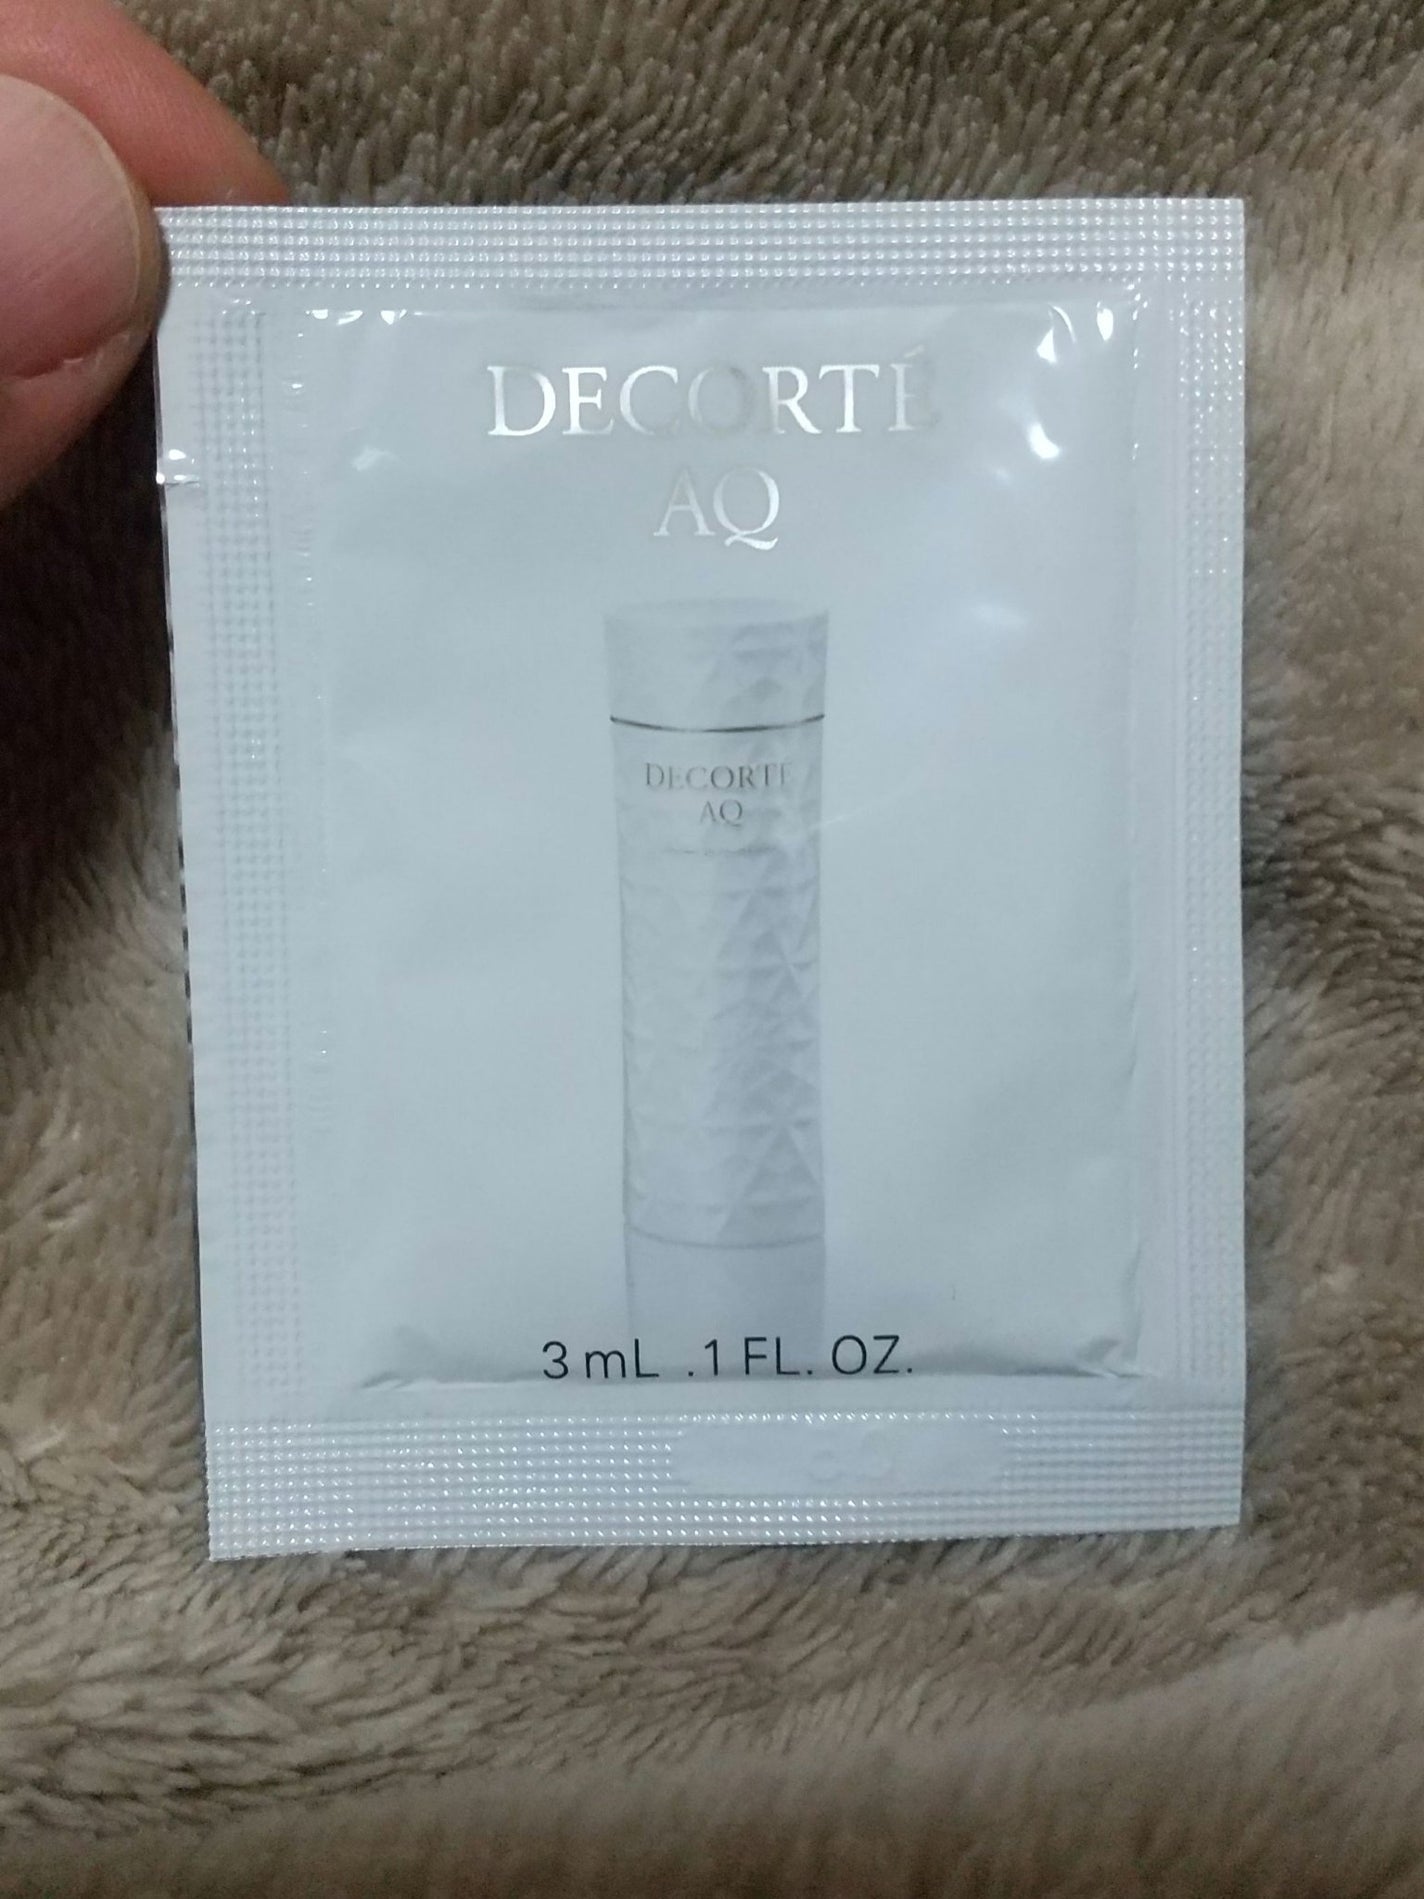 DECORTÉ
AQ
DECORTÉ
AQ
3 mL .1 FL. OZ.